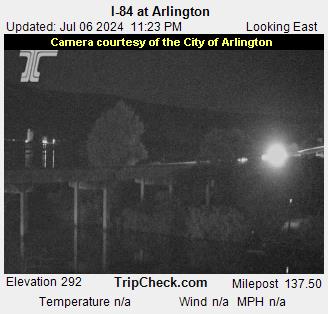 I-84 at Arlington
Updated: Jul 06 2024 11:23 PM Looking East
Camera courtesy of the City of Arlington
Elevation 292 TripCheck.com Milepost 137.50
Temperature n/a Wind n/a MPH n/a